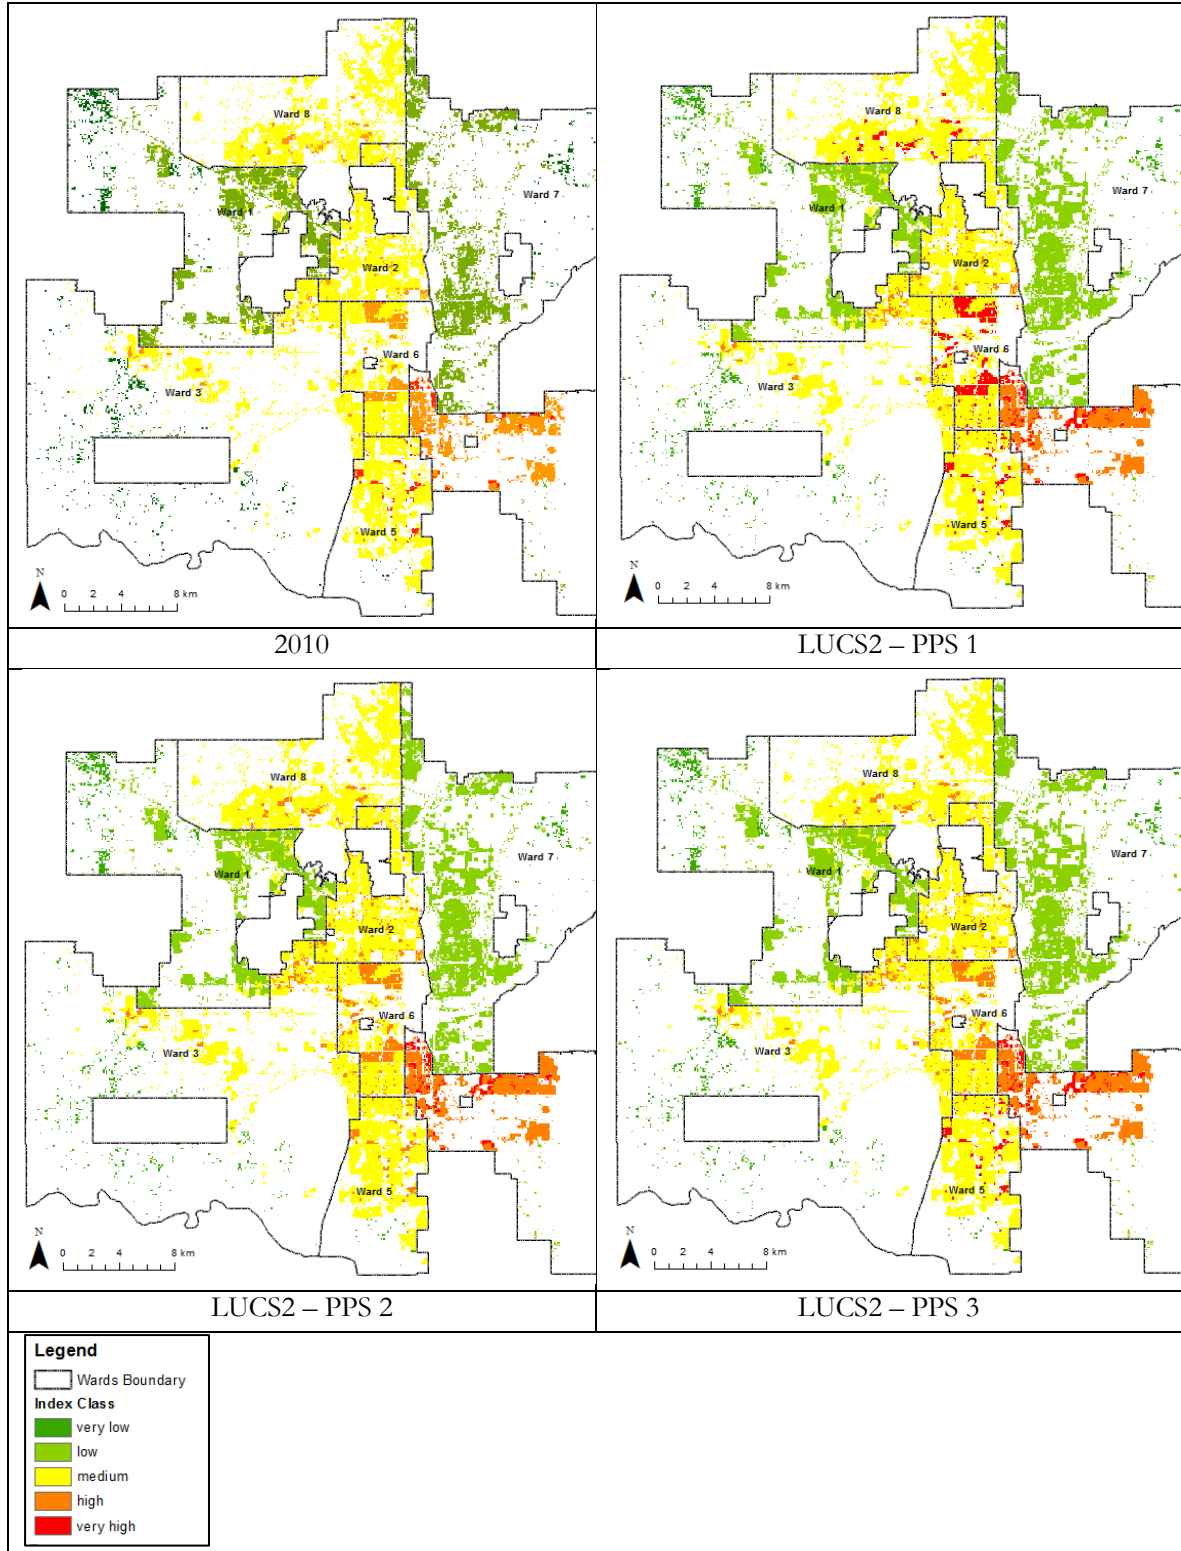 Ward 8
Ward 7
Ward 1
Ward 2
Ward 6
Ward 3
Ward 5
N
0 2 4 8 km
2010
Ward 8
Ward 7
Ward 1
Ward 2
Ward 6
Ward 3
Ward 5
N
0 2 4 8 km
LUCS2 – PPS 1
Ward 8
Ward 7
Ward 1
Ward 2
Ward 6
Ward 3
Ward 5
N
0 2 4 8 km
LUCS2 – PPS 2
Ward 8
Ward 7
Ward 1
Ward 2
Ward 6
Ward 3
Ward 5
N
0 2 4 8 km
LUCS2 – PPS 3
Legend
Wards Boundary
Index Class
very low
low
medium
high
very high